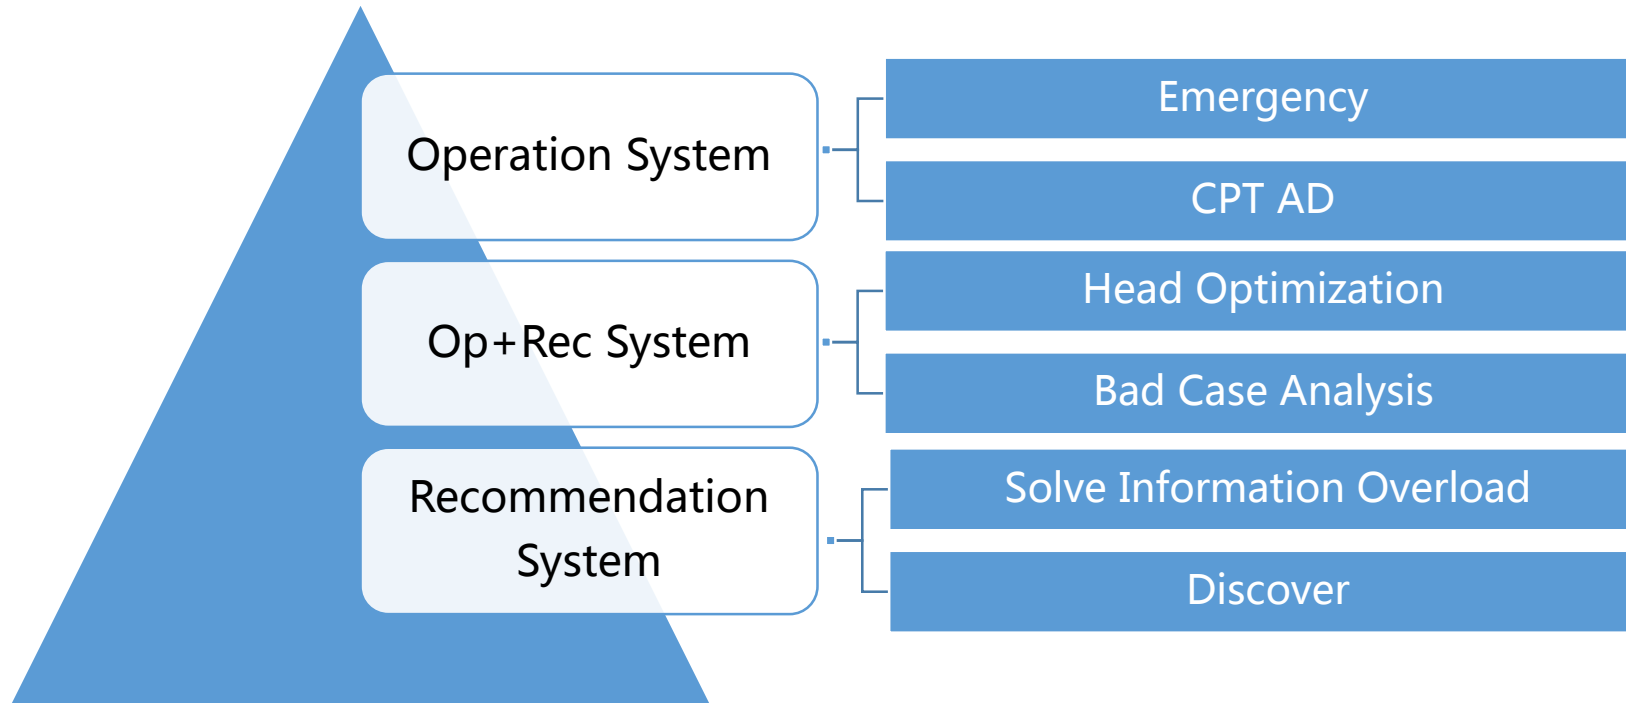 Operation System
Emergency
CPT AD
Op+Rec System
Head Optimization
Bad Case Analysis
Recommendation
System
Solve Information Overload
Discover